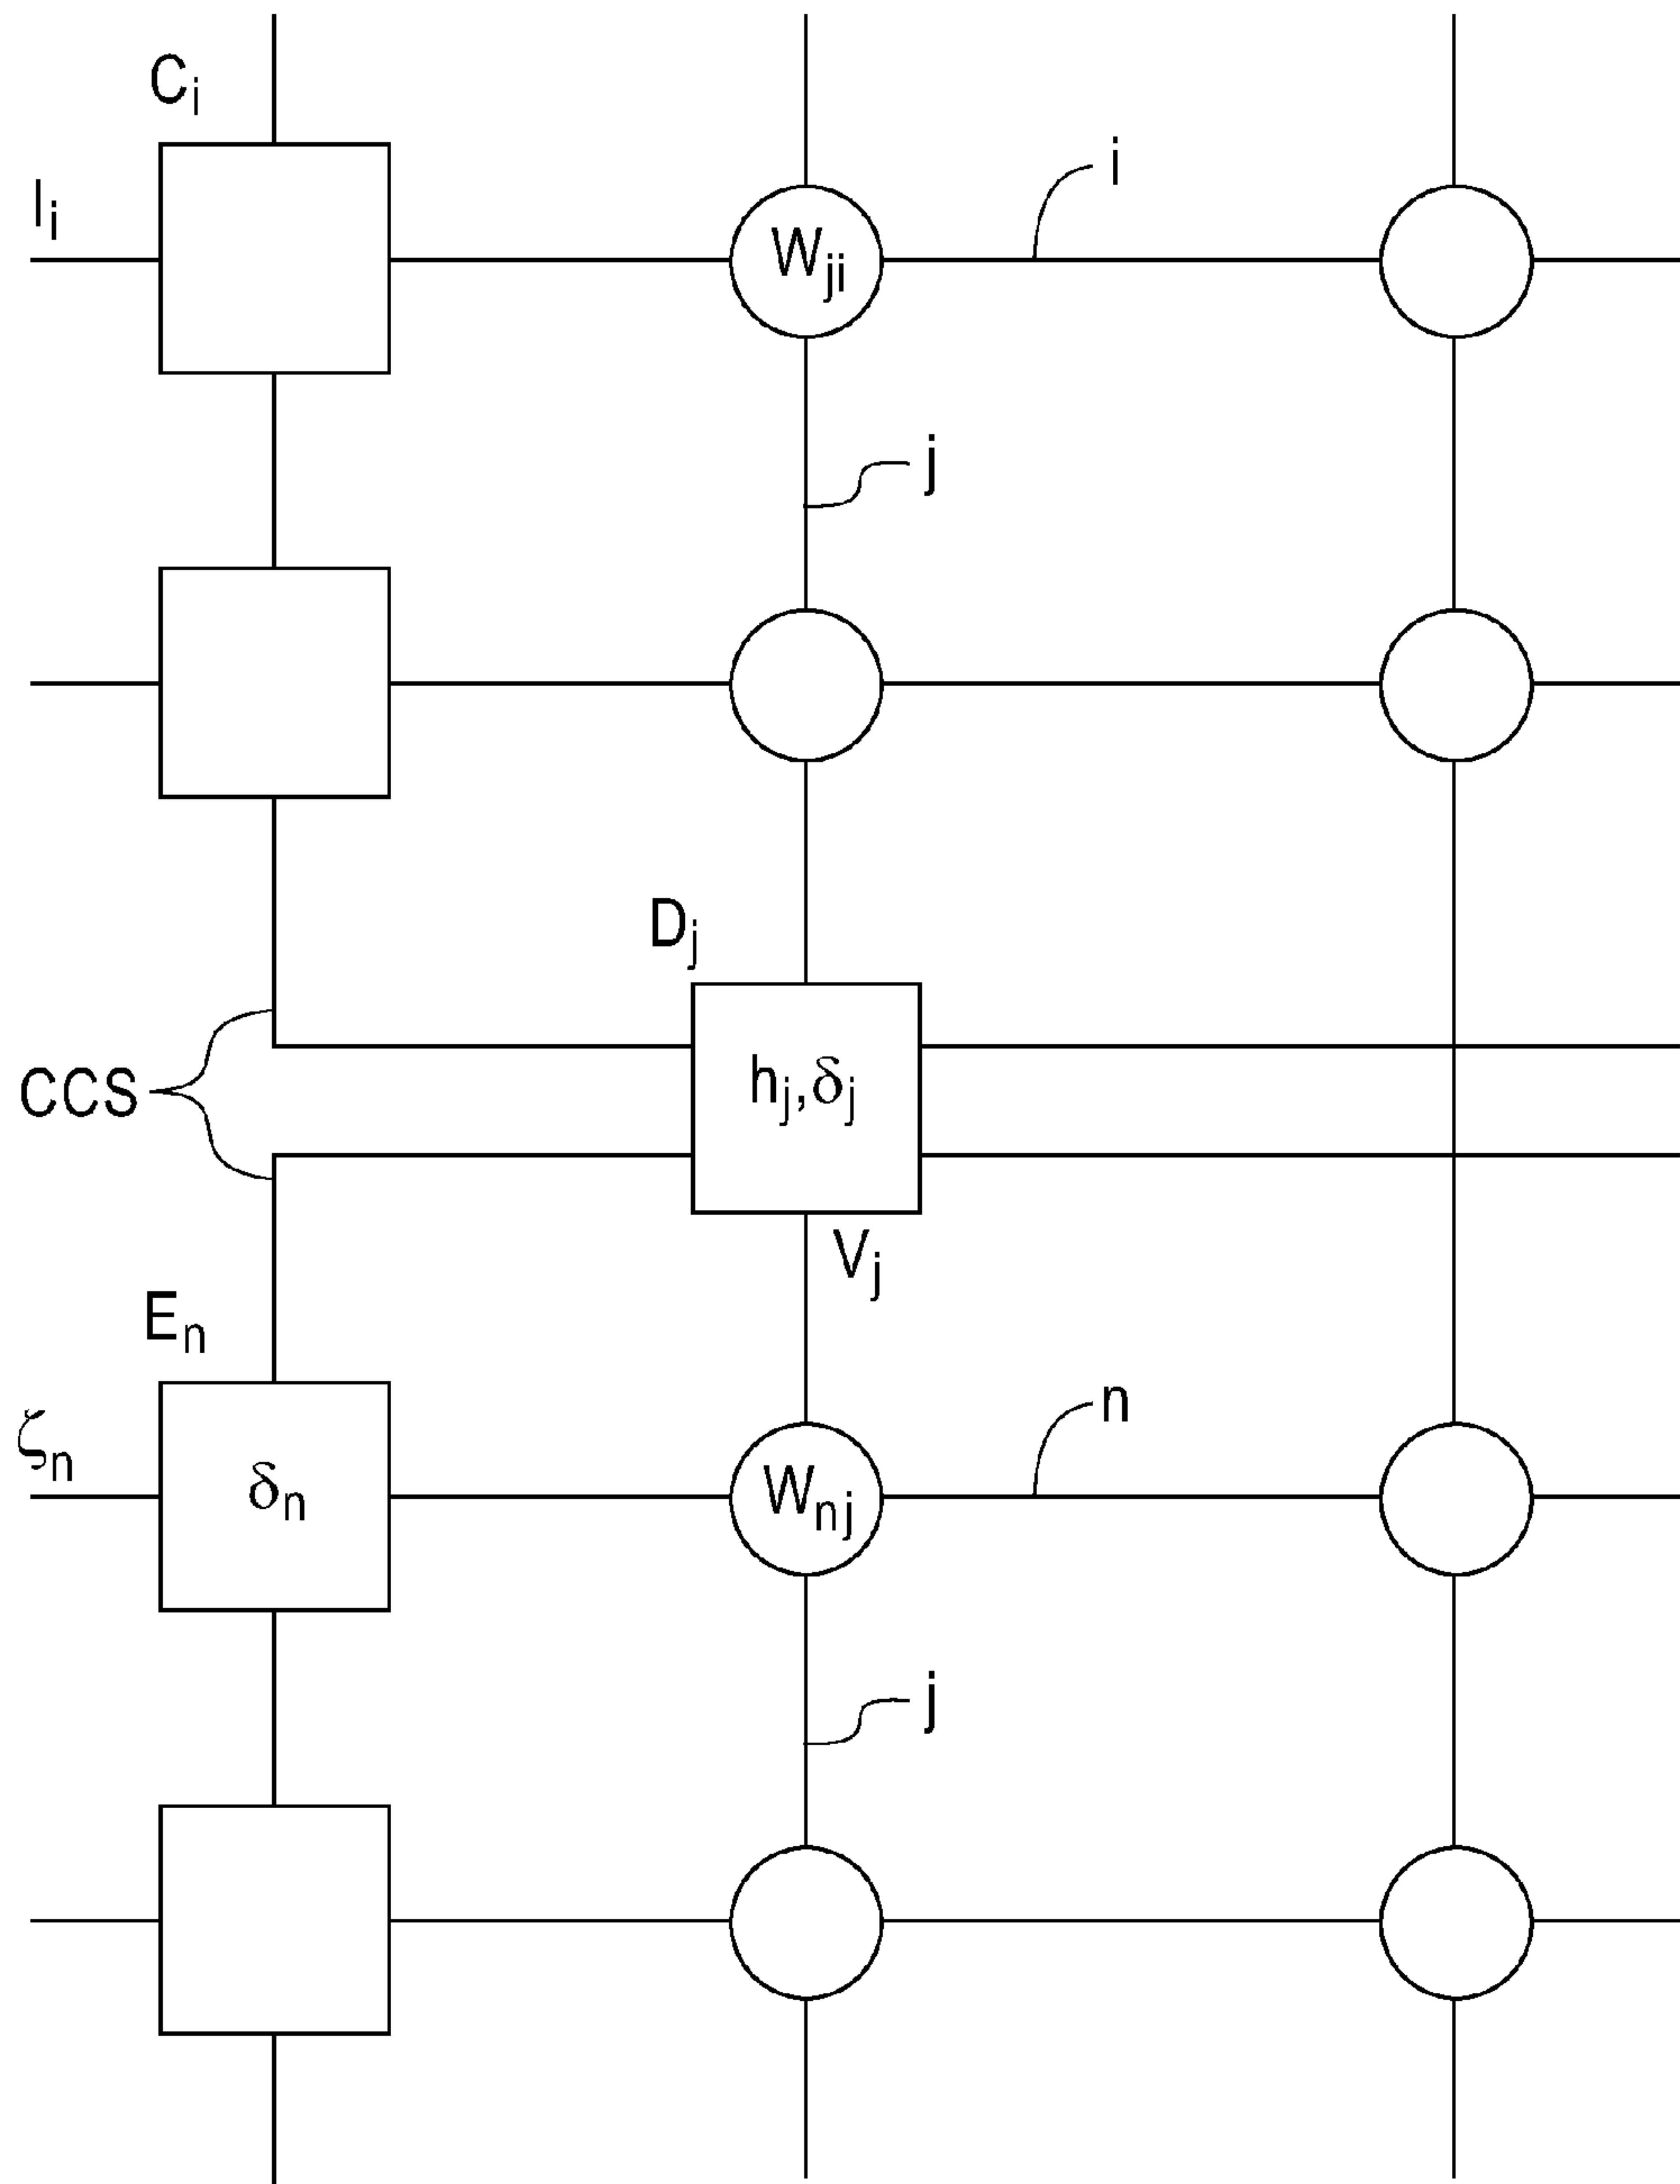 Cᵢ
Iᵢ
Wⱼᵢ
i
j
Dⱼ
hⱼ,δⱼ
CCS
Vⱼ
Eₙ
ζₙ
δₙ
Wₙⱼ
n
j